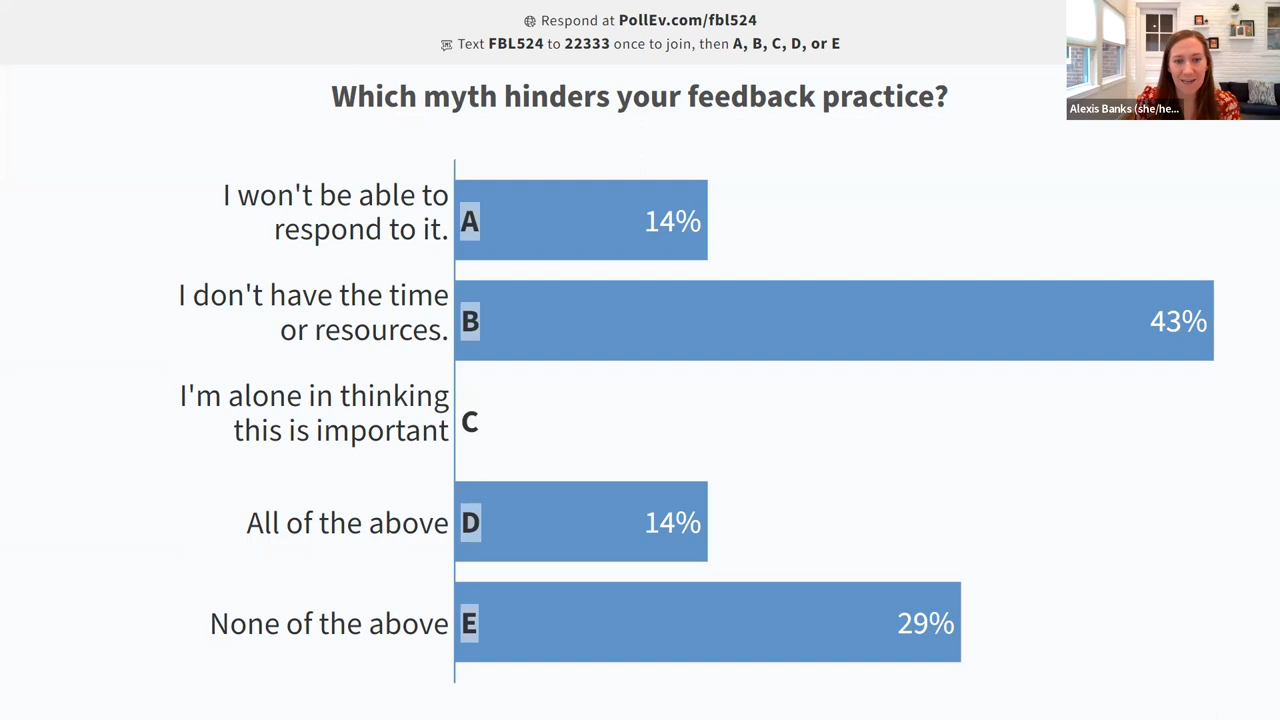 Respond at PollEv.com/fbl524
Text FBL524 to 22333 once to join, then A, B, C, D, or E
Alexis Banks (she/he...
Which myth hinders your feedback practice?
I won't be able to
respond to it.
A
14%
I don't have the time
or resources.
B
43%
I'm alone in thinking
this is important
C
All of the above
D
14%
None of the above
E
29%